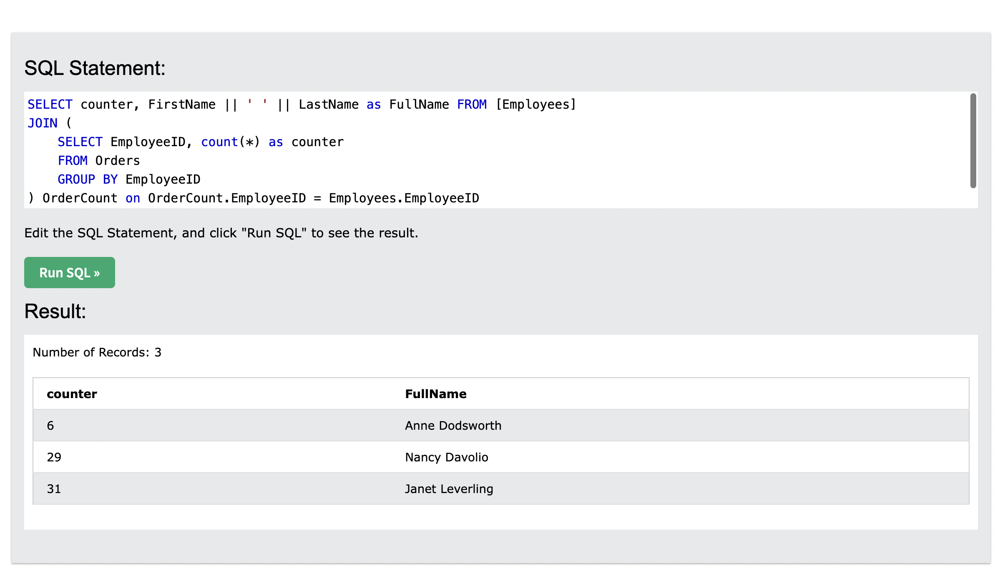 SQL Statement:
SELECT counter, FirstName || ' ' || LastName as FullName FROM [Employees]
JOIN (
    SELECT EmployeeID, count(*) as counter
    FROM Orders
    GROUP BY EmployeeID
) OrderCount on OrderCount.EmployeeID = Employees.EmployeeID
Edit the SQL Statement, and click "Run SQL" to see the result.
Run SQL »
Result:
Number of Records: 3
counter FullName
6 Anne Dodsworth
29 Nancy Davolio
31 Janet Leverling